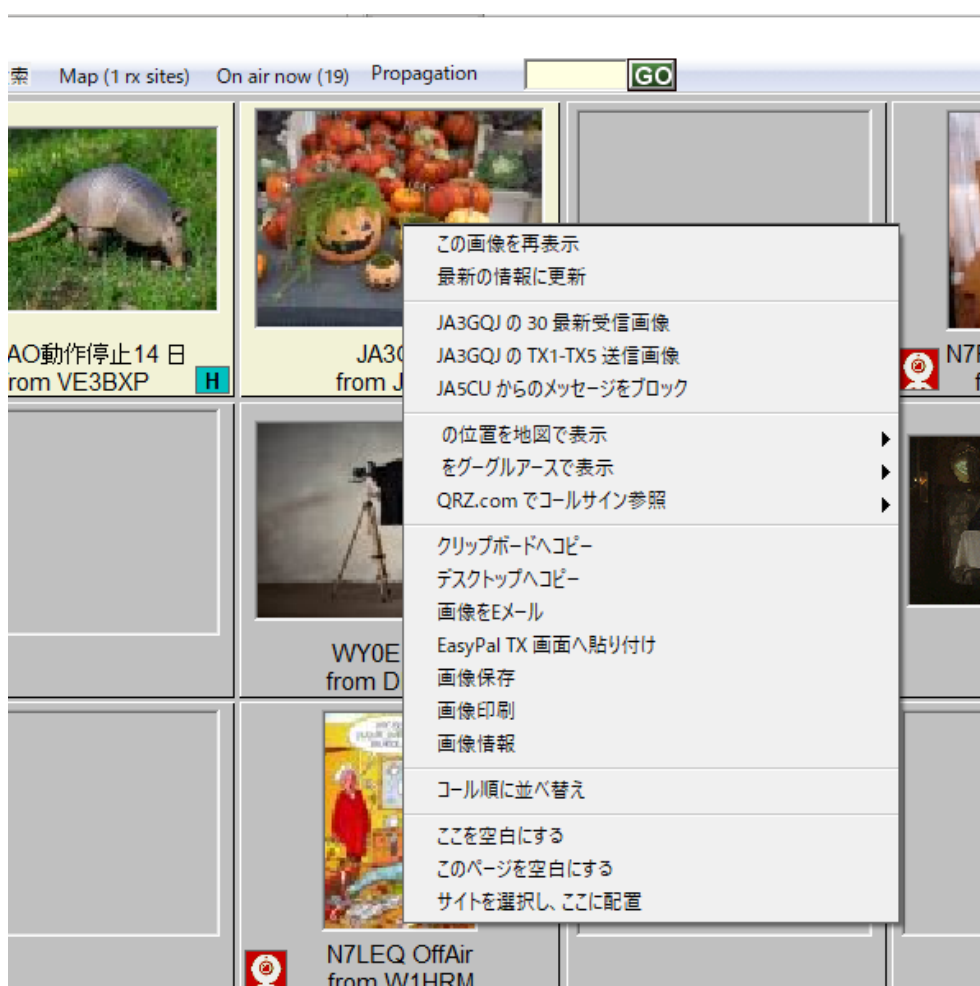 索 Map (1 rx sites) On air now (19) Propagation GO
AO動作停止14 日
from VE3BXP
H
JA3G
from J
N7
WY0E
from D
N7LEQ OffAir
from W1HRM
この画像を再表示
最新の情報に更新
JA3GQJ の 30 最新受信画像
JA3GQJ の TX1-TX5 送信画像
JA5CU からのメッセージをブロック
の位置を地図で表示
をグーグルアースで表示
QRZ.com でコールサイン参照
クリップボードへコピー
デスクトップへコピー
画像をEメール
EasyPal TX 画面へ貼り付け
画像保存
画像印刷
画像情報
コール順に並べ替え
ここを空白にする
このページを空白にする
サイトを選択し、ここに配置